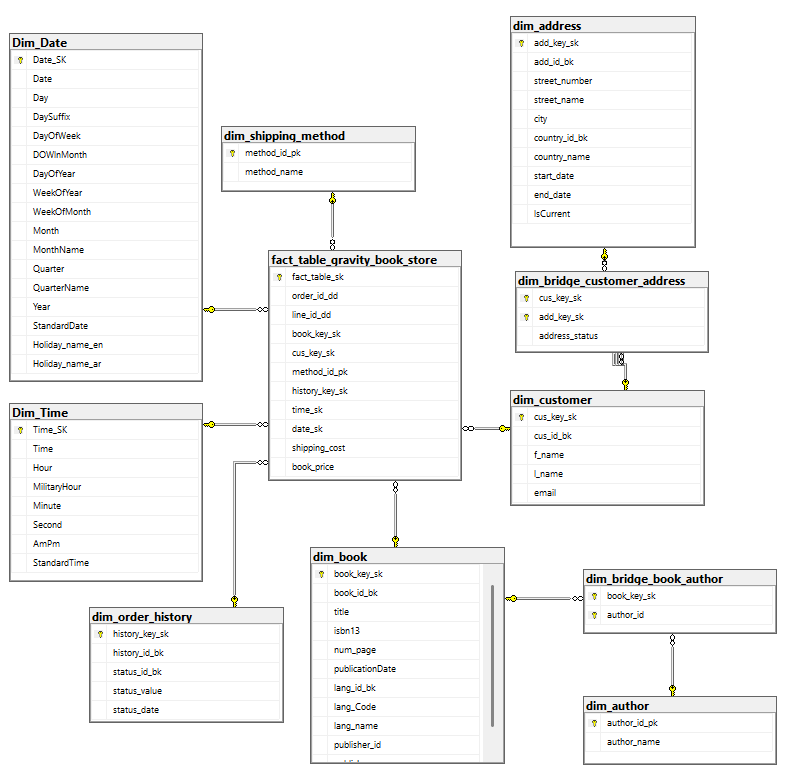 Dim_Date
Date_SK
Date
Day
DaySuffix
DayOfWeek
DOWInMonth
DayOfYear
WeekOfYear
WeekOfMonth
Month
MonthName
Quarter
QuarterName
Year
StandardDate
Holiday_name_en
Holiday_name_ar
dim_shipping_method
method_id_pk
method_name
dim_address
add_key_sk
add_id_bk
street_number
street_name
city
country_id_bk
country_name
start_date
end_date
IsCurrent
fact_table_gravity_book_store
fact_table_sk
order_id_dd
line_id_dd
book_key_sk
cus_key_sk
method_id_pk
history_key_sk
time_sk
date_sk
shipping_cost
book_price
dim_bridge_customer_address
cus_key_sk
add_key_sk
address_status
dim_customer
cus_key_sk
cus_id_bk
f_name
l_name
email
Dim_Time
Time_SK
Time
Hour
MilitaryHour
Minute
Second
AmPm
StandardTime
dim_order_history
history_key_sk
history_id_bk
status_id_bk
status_value
status_date
dim_book
book_key_sk
book_id_bk
title
isbn13
num_page
publicationDate
lang_id_bk
lang_Code
lang_name
publisher_id
dim_bridge_book_author
book_key_sk
author_id
dim_author
author_id_pk
author_name